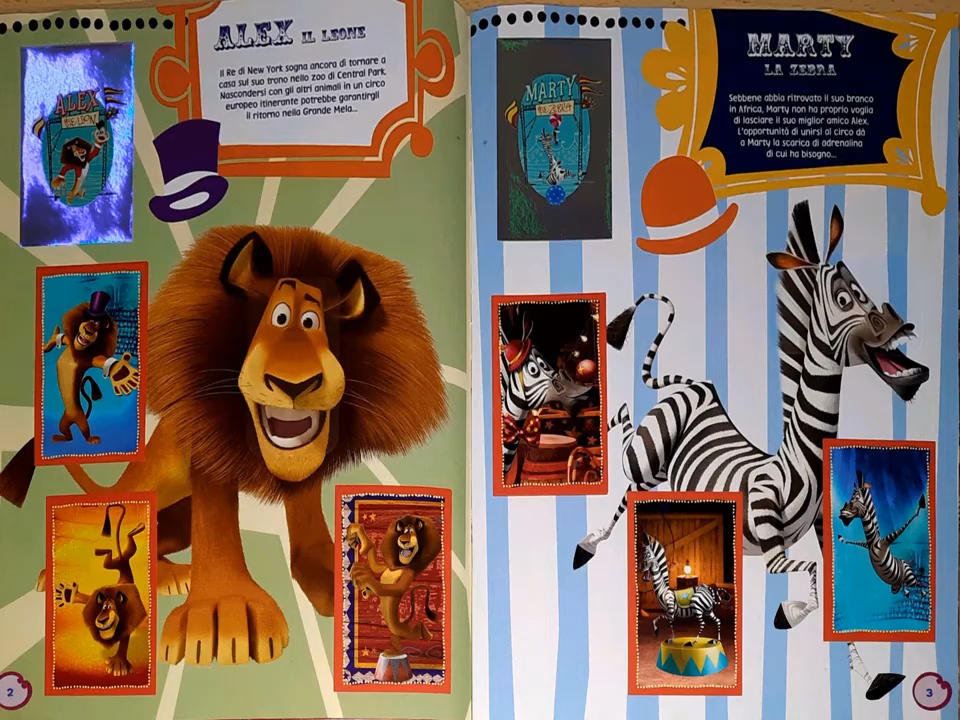 ALEX IL LEONE
Il Re di New York sogna ancora di tornare a
casa sul suo trono nello zoo di Central Park.
Nascondersi con gli altri animali in un circo
europeo itinerante potrebbe garantirgli
il ritorno nella Grande Mela...
ALEX
THE LION
2
MARTY
LA ZEBRA
Sebbene abbia ritrovato il suo branco
in Africa, Marty non ha proprio voglia
di lasciare il suo miglior amico Alex.
L'opportunità di unirsi al circo dà
a Marty la scarica di adrenalina
di cui ha bisogno...
MARTY
THE ZEBRA
3